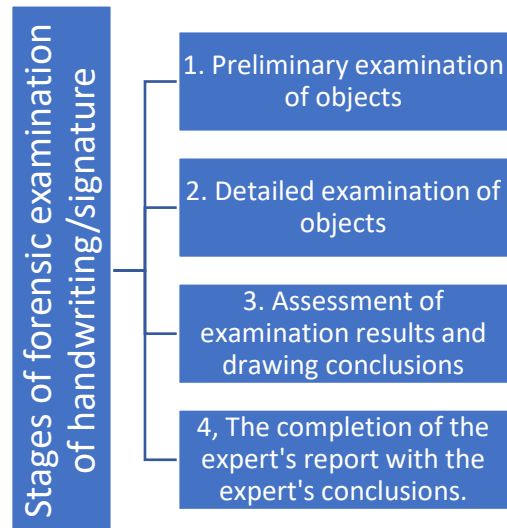 Stages of forensic examination
of handwriting/signature
1. Preliminary examination
of objects
2. Detailed examination of
objects
3. Assessment of
examination results and
drawing conclusions
4, The completion of the
expert's report with the
expert's conclusions.